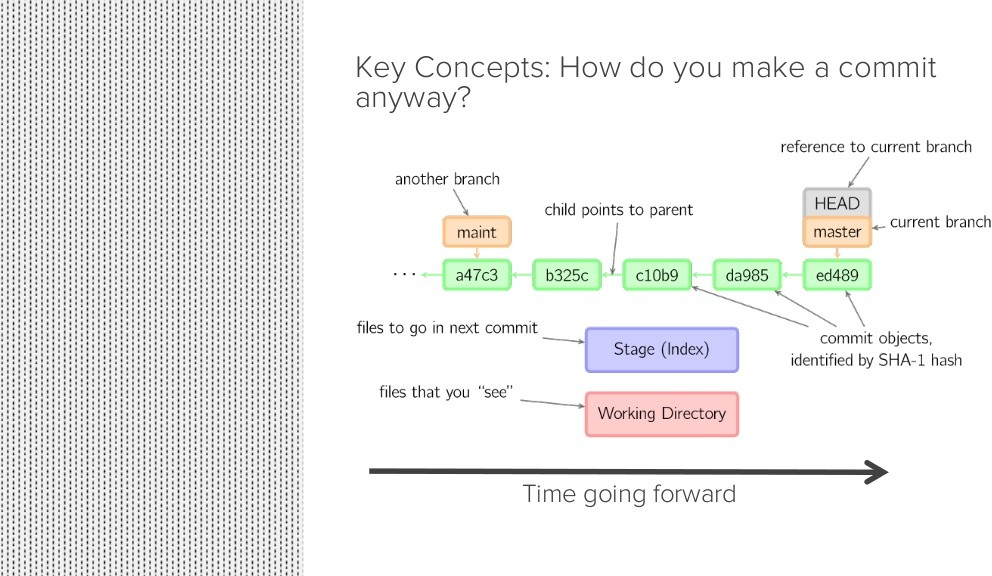 Key Concepts: How do you make a commit
anyway?
reference to current branch
another branch
HEAD
child points to parent
maint
master
current branch
...
a47c3
b325c
c10b9
da985
ed489
files to go in next commit
Stage (Index)
commit objects,
identified by SHA-1 hash
files that you “see”
Working Directory
Time going forward